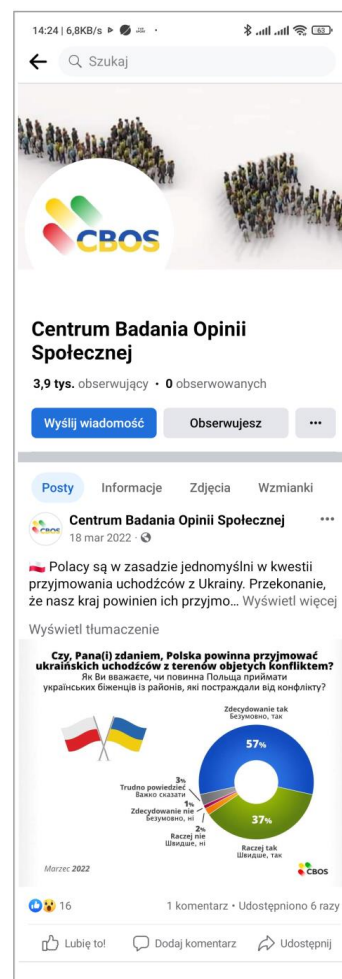 14:24 | 6,8KB/s
63
Szukaj
CBOS
Centrum Badania Opinii
Społecznej
3,9 tys. obserwujący • 0 obserwowanych
Wyślij wiadomość
Obserwujesz
Posty Informacje Zdjęcia Wzmianki
Centrum Badania Opinii Społecznej
18 mar 2022
🇵🇱 Polacy są w zasadzie jednomyślni w kwestii
przyjmowania uchodźców z Ukrainy. Przekonanie,
że nasz kraj powinien ich przyjmo... Wyświetl więcej
Wyświetl tłumaczenie
Czy, Pana(i) zdaniem, Polska powinna przyjmować
ukraińskich uchodźców z terenów objętych konfliktem?
Як Ви вважаєте, чи повинна Польща приймати
українських біженців із районів, які постраждали від конфлікту?
Zdecydowanie tak
Безумовно, так
57%
3%
Trudno powiedzieć
Важко сказати
1%
Zdecydowanie nie
Безумовно, ні
2%
Raczej nie
Швидше, ні
37%
Raczej tak
Швидше, так
Marzec 2022
CBOS
16
1 komentarz • Udostępniono 6 razy
Lubię to! Dodaj komentarz Udostępnij